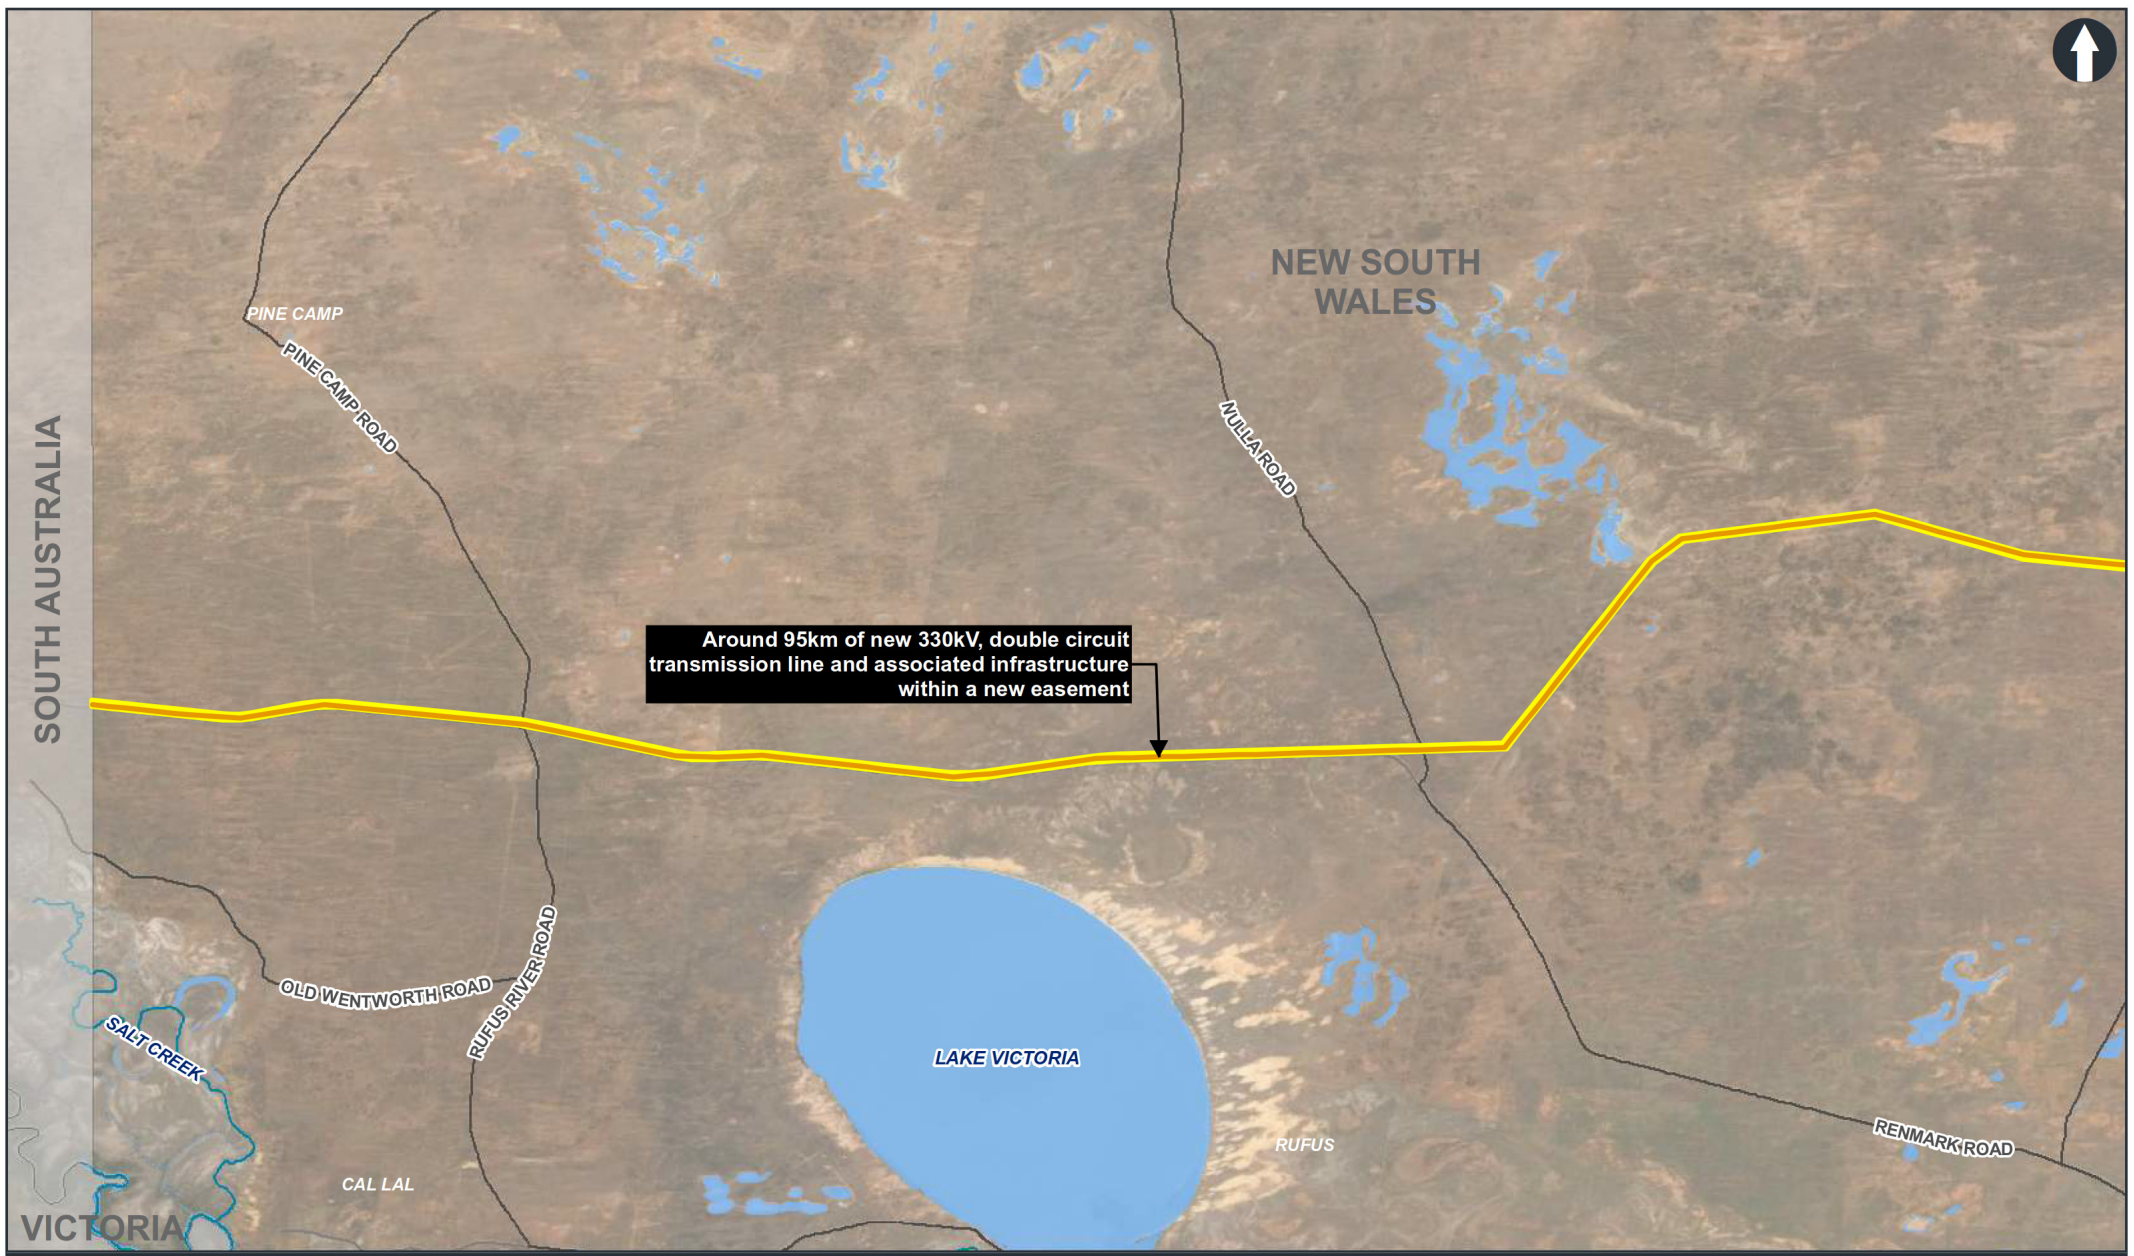 NEW SOUTH
WALES
PINE CAMP
PINE CAMP ROAD
NULLA ROAD
SOUTH AUSTRALIA
Around 95km of new 330kV, double circuit
transmission line and associated infrastructure
within a new easement
OLD WENTWORTH ROAD
RUFUS RIVER ROAD
SALT CREEK
LAKE VICTORIA
RUFUS
RENMARK ROAD
CAL LAL
VICTORIA